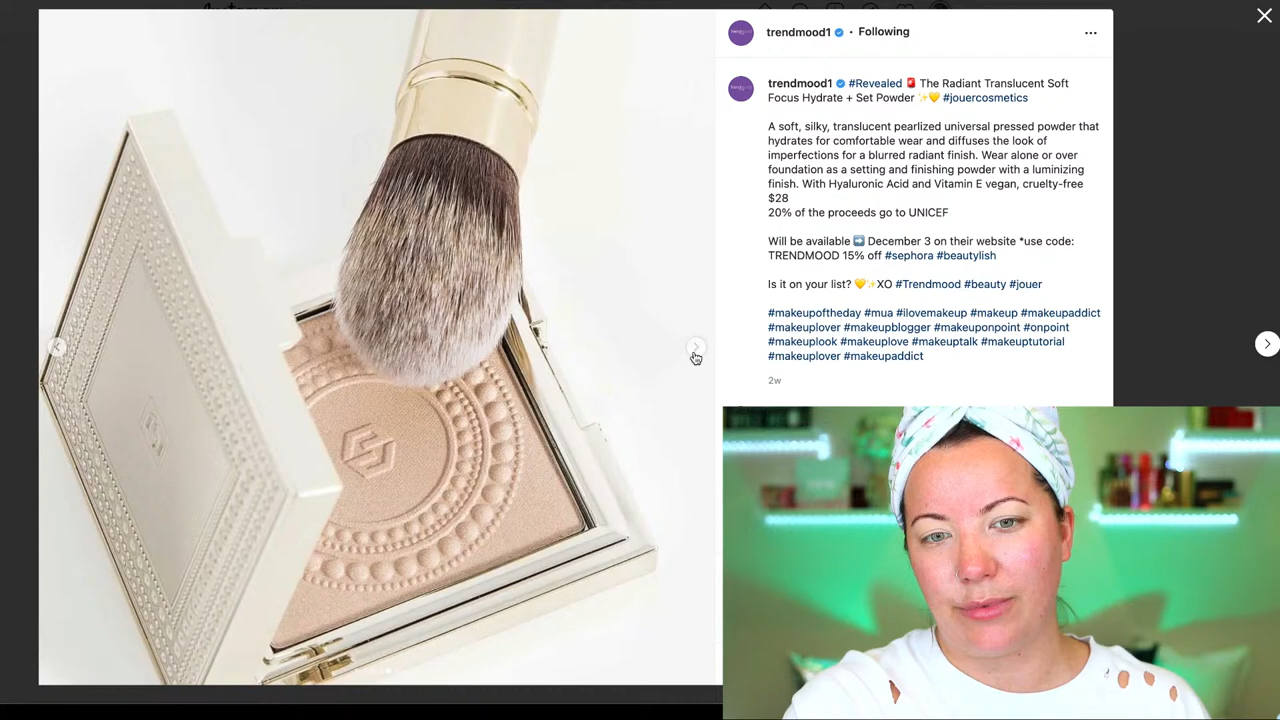 trendmood1 • Following
trendmood1 #Revealed 🚨 The Radiant Translucent Soft
Focus Hydrate + Set Powder ✨💛 #jouercosmetics
A soft, silky, translucent pearlized universal pressed powder that
hydrates for comfortable wear and diffuses the look of
imperfections for a blurred radiant finish. Wear alone or over
foundation as a setting and finishing powder with a luminizing
finish. With Hyaluronic Acid and Vitamin E vegan, cruelty-free
$28
20% of the proceeds go to UNICEF
Will be available ➡️ December 3 on their website *use code:
TRENDMOOD 15% off #sephora #beautylish
Is it on your list? 💛✨XO #Trendmood #beauty #jouer
#makeupoftheday #mua #ilovemakeup #makeup #makeupaddict
#makeuplover #makeupblogger #makeuponpoint #onpoint
#makeuplook #makeuplove #makeuptalk #makeuptutorial
#makeuplover #makeupaddict
2w